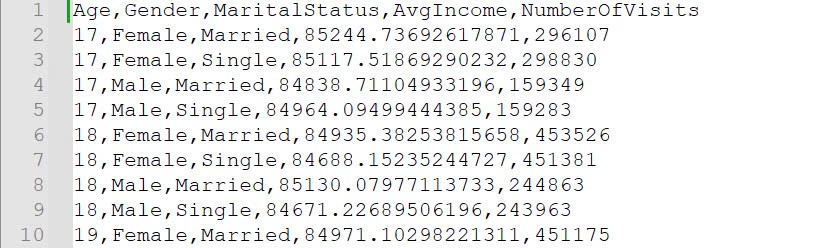 1 Age,Gender,MaritalStatus,AvgIncome,NumberOfVisits
2 17,Female,Married,85244.73692617871,296107
3 17,Female,Single,85117.51869290232,298830
4 17,Male,Married,84838.71104933196,159349
5 17,Male,Single,84964.09499444385,159283
6 18,Female,Married,84935.38253815658,453526
7 18,Female,Single,84688.15235244727,451381
8 18,Male,Married,85130.07977113733,244863
9 18,Male,Single,84671.22689506196,243963
10 19,Female,Married,84971.10298221311,451175